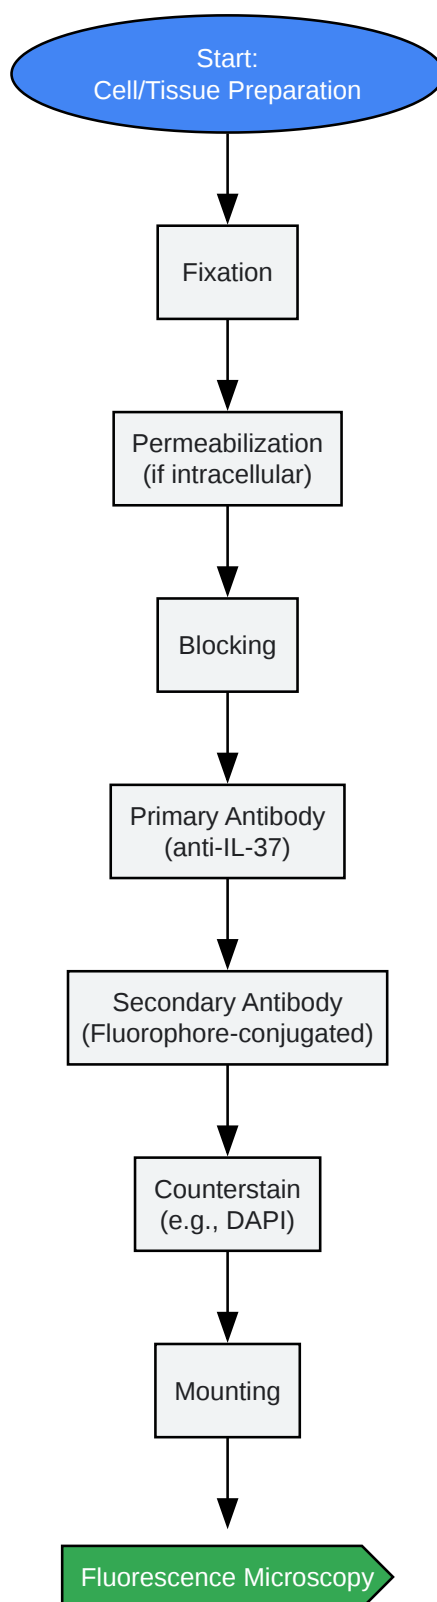 Start:
Cell/Tissue Preparation
Fixation
Permeabilization
(if intracellular)
Blocking
Primary Antibody
(anti-IL-37)
Secondary Antibody
(Fluorophore-conjugated)
Counterstain
(e.g., DAPI)
Mounting
Fluorescence Microscopy